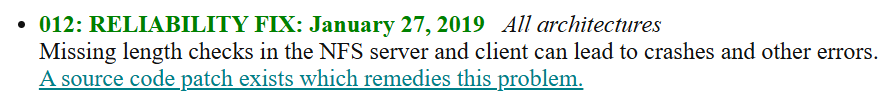 • 012: RELIABILITY FIX: January 27, 2019 All architectures
Missing length checks in the NFS server and client can lead to crashes and other errors.
A source code patch exists which remedies this problem.